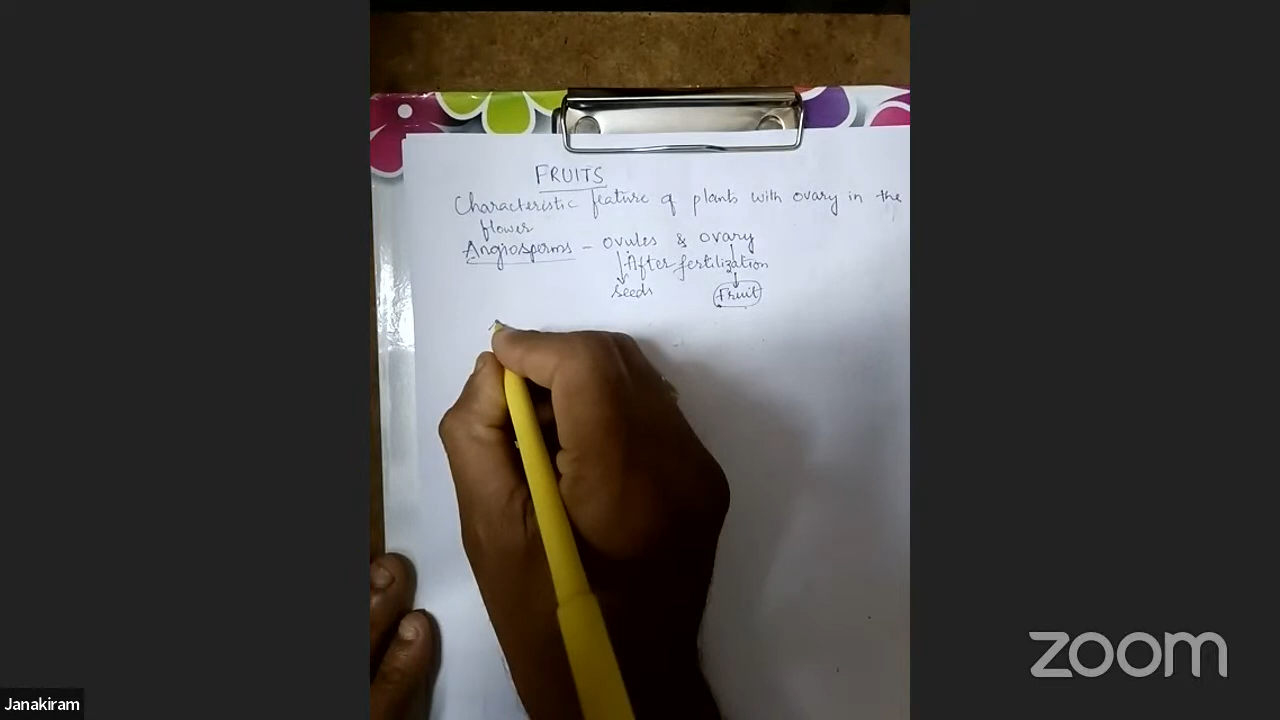 FRUITS
Characteristic feature of plants with ovary in the
flower
Angiosperms - ovules & ovary
After fertilization
seeds Fruit
zoom
Janakiram